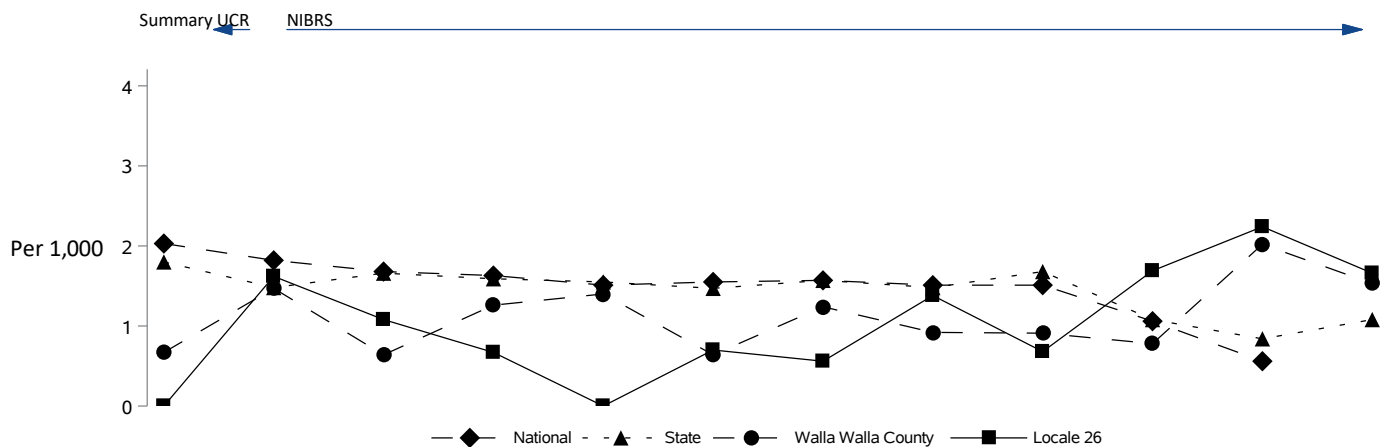 Summary UCR NIBRS
4
3
Per 1,000 2
1
0
National State Walla Walla County Locale 26